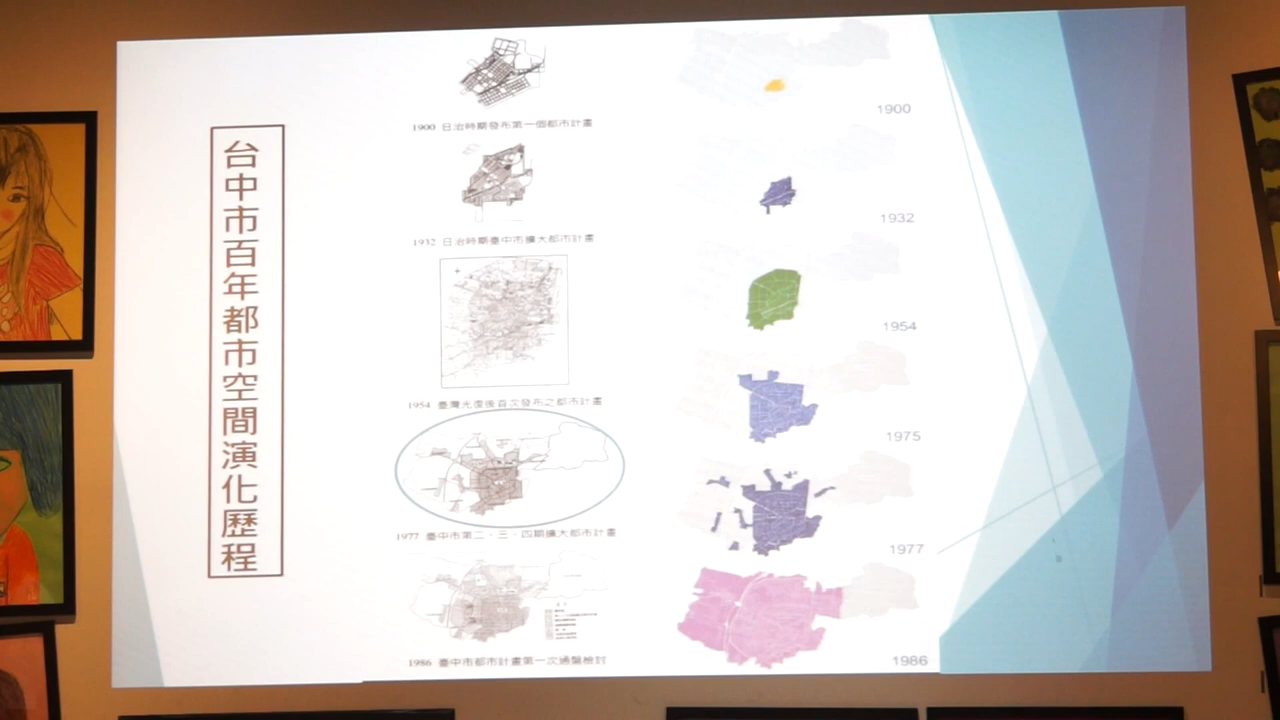 台中市百年都市空間演化歷程
1900 日治時期發布第一個都市計畫
1900
1932 日治時期臺中市擴大都市計畫
1932
1954 臺灣光復後首次發布之都市計畫
1954
1975
1977 臺中市第二、三、四期擴大都市計畫
1977
1986 臺中市都市計畫第一次通盤檢討
1986